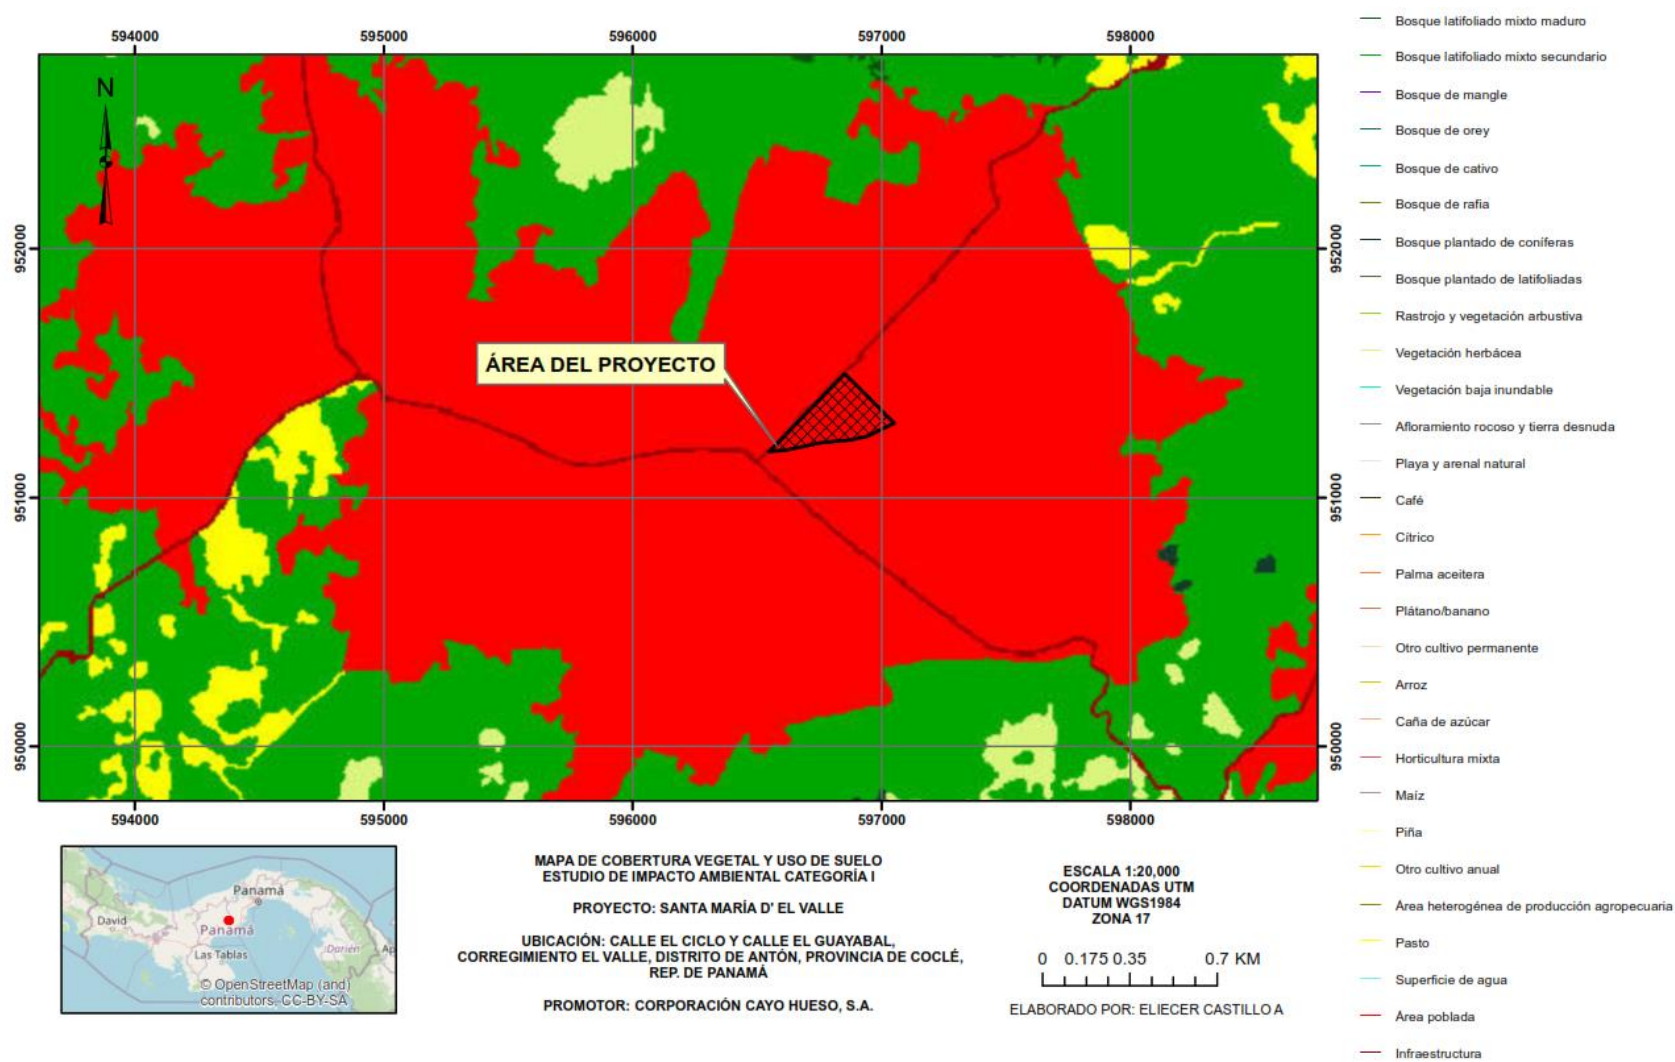 594000 595000 596000 597000 598000
N
952000 952000
ÁREA DEL PROYECTO
951000 951000
950000 950000
594000 595000 596000 597000 598000
Panamá
David
Panamá
Las Tablas
Darién
Ap
© OpenStreetMap (and)
contributors, CC-BY-SA
MAPA DE COBERTURA VEGETAL Y USO DE SUELO
ESTUDIO DE IMPACTO AMBIENTAL CATEGORÍA I
PROYECTO: SANTA MARÍA D' EL VALLE
UBICACIÓN: CALLE EL CICLO Y CALLE EL GUAYABAL,
CORREGIMIENTO EL VALLE, DISTRITO DE ANTÓN, PROVINCIA DE COCLÉ,
REP. DE PANAMÁ
PROMOTOR: CORPORACIÓN CAYO HUESO, S.A.
ESCALA 1:20,000
COORDENADAS UTM
DATUM WGS1984
ZONA 17
0 0.175 0.35 0.7 KM
ELABORADO POR: ELIECER CASTILLO A
Bosque latifoliado mixto maduro
Bosque latifoliado mixto secundario
Bosque de mangle
Bosque de orey
Bosque de cativo
Bosque de rafia
Bosque plantado de coníferas
Bosque plantado de latifoliadas
Rastrojo y vegetación arbustiva
Vegetación herbácea
Vegetación baja inundable
Afloramiento rocoso y tierra desnuda
Playa y arenal natural
Café
Cítrico
Palma aceitera
Plátano/banano
Otro cultivo permanente
Arroz
Caña de azúcar
Horticultura mixta
Maíz
Piña
Otro cultivo anual
Área heterogénea de producción agropecuaria
Pasto
Superficie de agua
Área poblada
Infraestructura